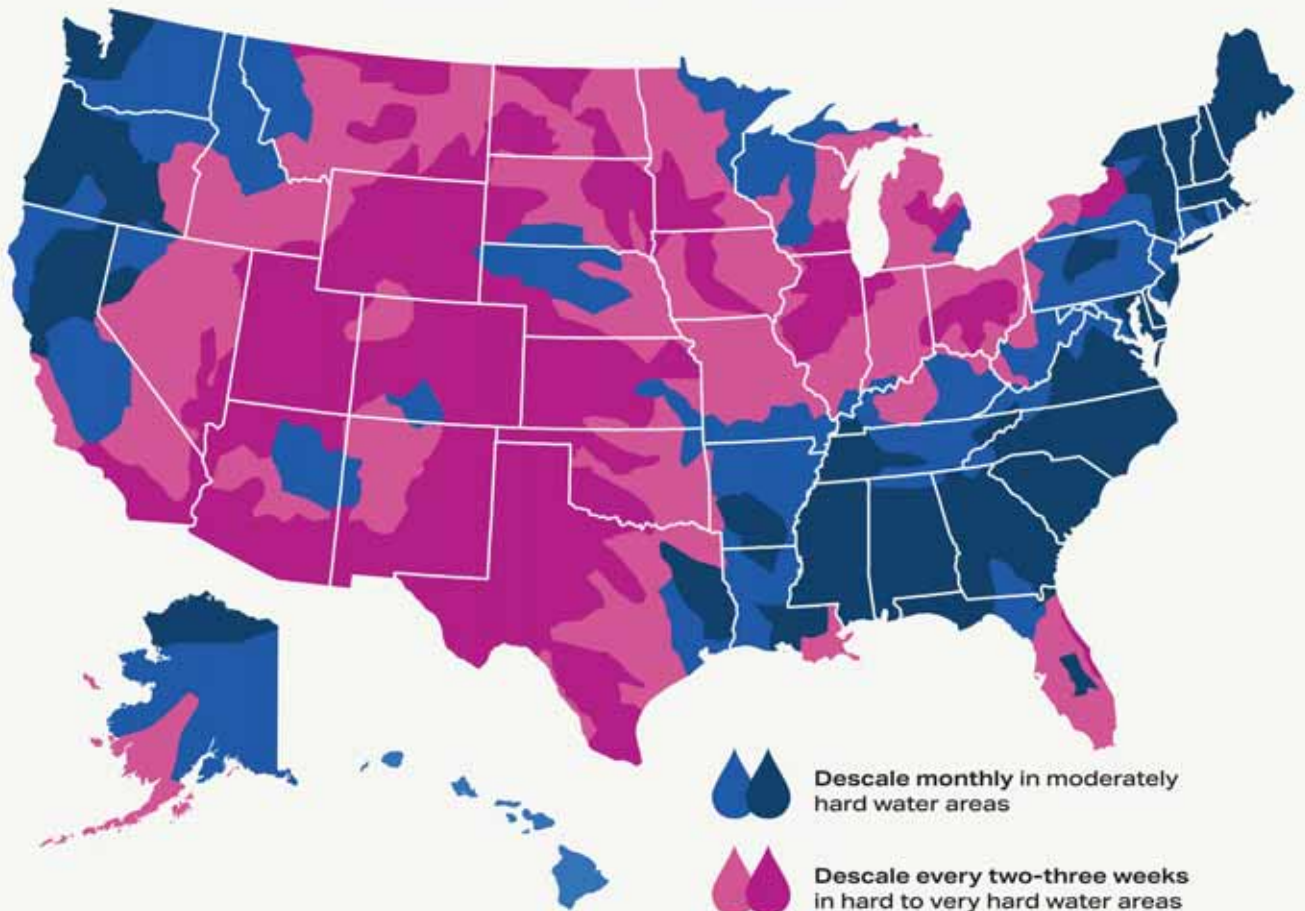 Descale monthly in moderately
hard water areas
Descale every two-three weeks
in hard to very hard water areas